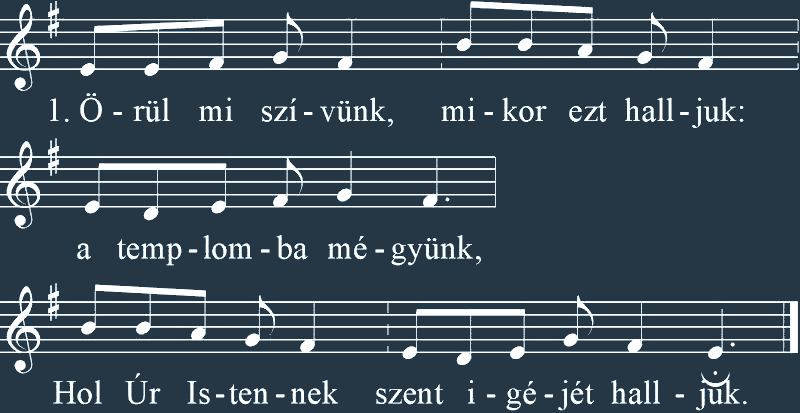 1. Ö - rül mi szí - vünk, mi - kor ezt hall - juk:
a temp - lom - ba mé - gyünk,
Hol Úr Is - ten - nek szent i - gé - jét hall - juk.